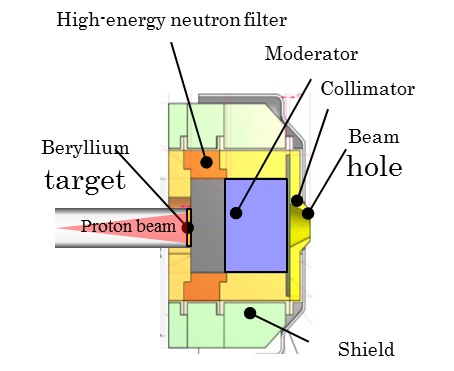 High-energy neutron filter
Moderator
Collimator
Beam
hole
Beryllium
target
Proton beam
Shield